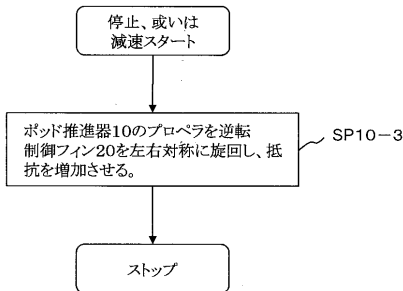 停止、或いは
減速スタート
ポッド推進器10のプロペラを逆転
制御フィン20を左右対称に旋回し、抵
抗を増加させる。
SP10-3
ストップ